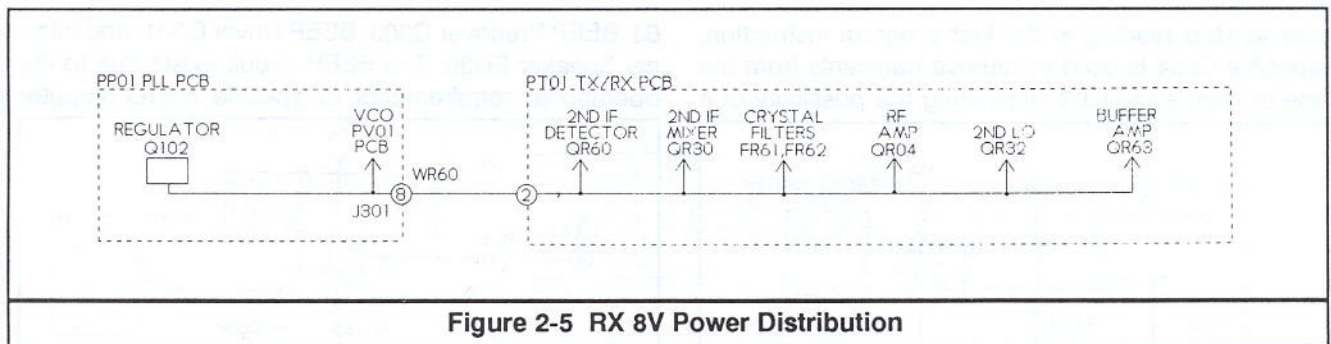 PP01 PLL PCB
REGULATOR
Q102
VCO
PV01
PCB
8
J301
WR60
PT01 TX/RX PCB
2
2ND IF
DETECTOR
QR60
2ND IF
MIXER
QR30
CRYSTAL
FILTERS
FR61,FR62
RF
AMP
QR04
2ND LO
QR32
BUFFER
AMP
QR63
Figure 2-5 RX 8V Power Distribution